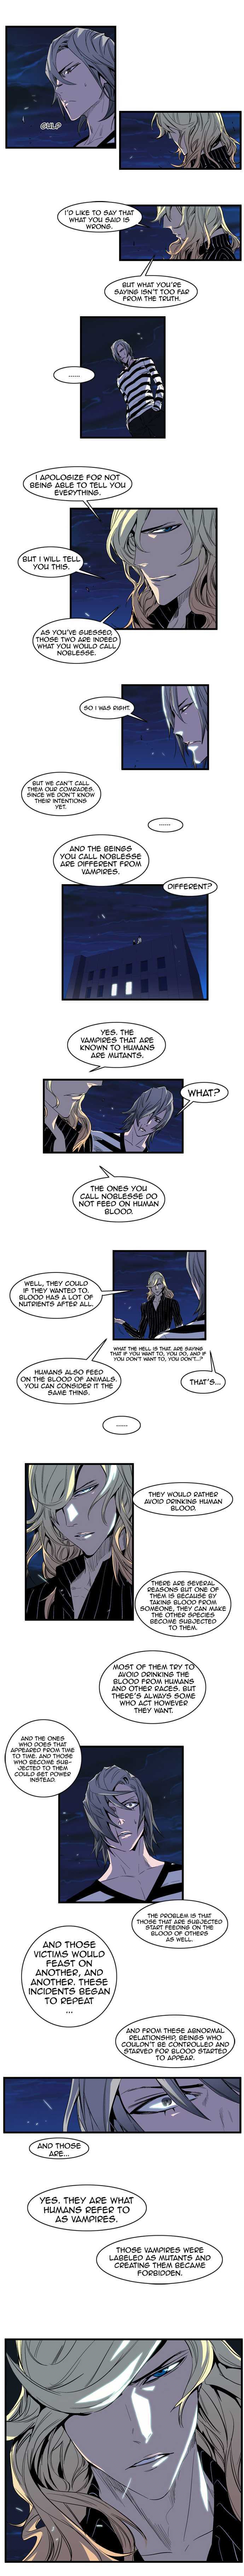 GULP
I'D LIKE TO SAY THAT
WHAT YOU SAID IS
WRONG.
BUT WHAT YOU'RE
SAYING ISN'T TOO FAR
FROM THE TRUTH.
......
I APOLOGIZE FOR NOT
BEING ABLE TO TELL YOU
EVERYTHING.
BUT I WILL TELL
YOU THIS.
AS YOU'VE GUESSED,
THOSE TWO ARE INDEED
WHAT YOU WOULD CALL
NOBLESSE.
SO I WAS RIGHT.
BUT WE CAN'T CALL
THEM OUR COMRADES.
SINCE WE DON'T KNOW
THEIR INTENTIONS
YET.
......
AND THE BEINGS
YOU CALL NOBLESSE
ARE DIFFERENT FROM
VAMPIRES.
DIFFERENT?
YES. THE
VAMPIRES THAT ARE
KNOWN TO HUMANS
ARE MUTANTS.
WHAT?
THE ONES YOU
CALL NOBLESSE DO
NOT FEED ON HUMAN
BLOOD.
WELL, THEY COULD
IF THEY WANTED TO.
BLOOD HAS A LOT OF
NUTRIENTS AFTER ALL.
WHAT THE HELL IS THAT, ARE SAYING
THAT IF YOU WANT TO, YOU DO, AND IF
YOU DON'T WANT TO, YOU DON'T...?
HUMANS ALSO FEED
ON THE BLOOD OF ANIMALS.
YOU CAN CONSIDER IT THE
SAME THING.
THAT'S...
......
THEY WOULD RATHER
AVOID DRINKING HUMAN
BLOOD.
THERE ARE SEVERAL
REASONS BUT ONE OF
THEM IS BECAUSE BY
TAKING BLOOD FROM
SOMEONE, THEY CAN MAKE
THE OTHER SPECIES
BECOME SUBJECTED
TO THEM.
MOST OF THEM TRY TO
AVOID DRINKING THE
BLOOD FROM HUMANS
AND OTHER RACES. BUT
THERE'S ALWAYS SOME
WHO ACT HOWEVER
THEY WANT.
AND THE ONES
WHO DOES THAT
APPEARED FROM TIME
TO TIME. AND THOSE
WHO BECOME SUB-
JECTED TO THEM
COULD GET POWER
INSTEAD.
THE PROBLEM IS THAT
THOSE THAT ARE SUBJECTED
START FEEDING ON THE
BLOOD OF OTHERS
AS WELL.
AND THOSE
VICTIMS WOULD
FEAST ON
ANOTHER, AND
ANOTHER. THESE
INCIDENTS BEGAN
TO REPEAT
...
AND FROM THESE ABNORMAL
RELATIONSHIP, BEINGS WHO
COULDN'T BE CONTROLLED AND
STARVED FOR BLOOD STARTED
TO APPEAR.
AND THOSE
ARE...
YES. THEY ARE WHAT
HUMANS REFER TO
AS VAMPIRES.
THOSE VAMPIRES WERE
LABELED AS MUTANTS AND
CREATING THEM BECAME
FORBIDDEN.